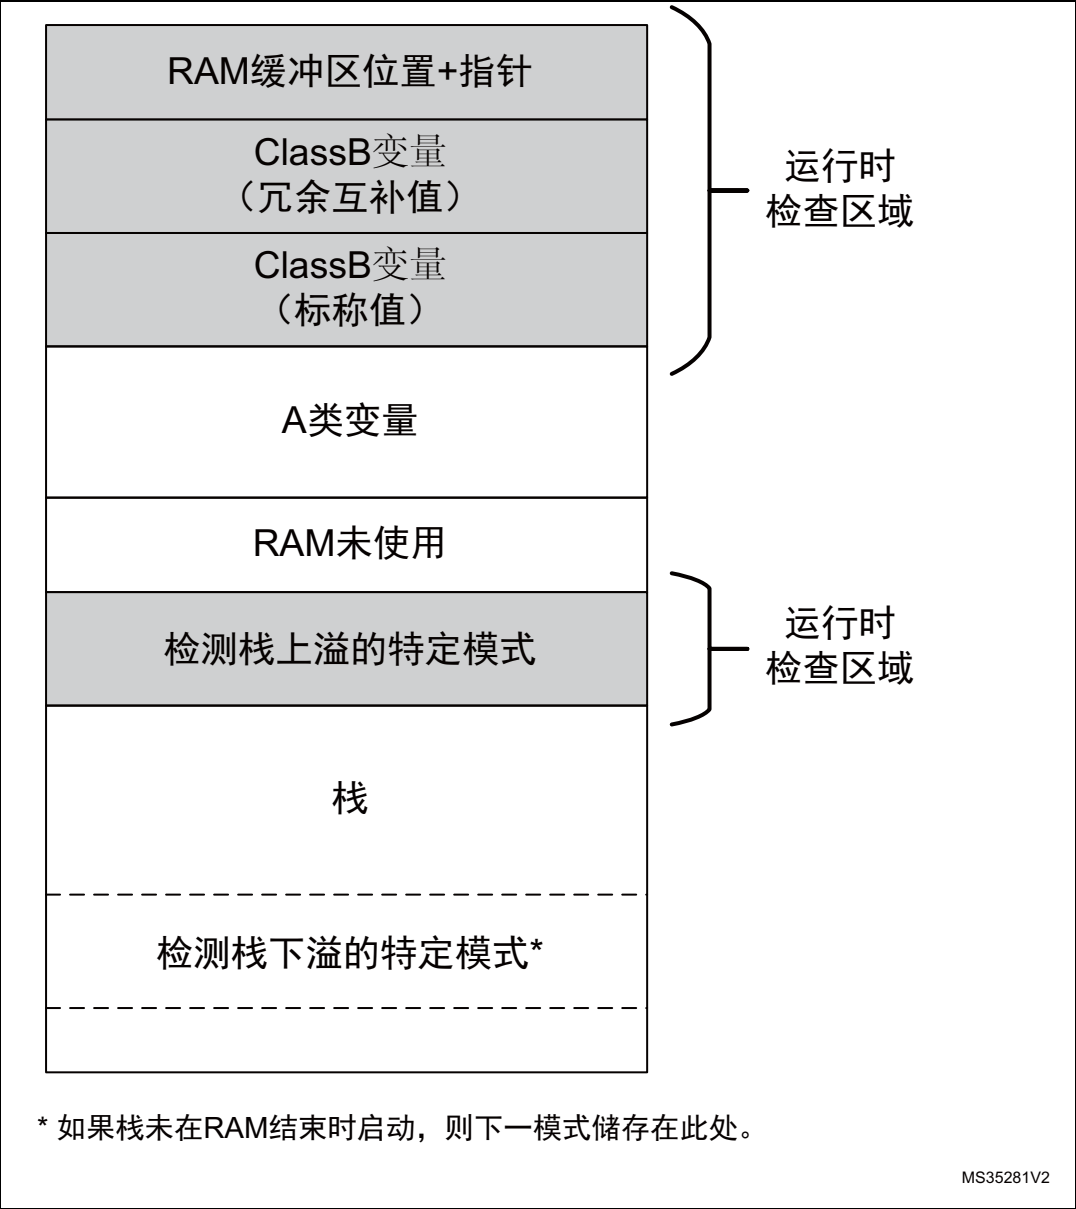 RAM缓冲区位置+指针
ClassB变量
（冗余互补值）
ClassB变量
（标称值）
运行时
检查区域
A类变量
RAM未使用
检测栈上溢的特定模式
运行时
检查区域
栈
检测栈下溢的特定模式*
* 如果栈未在RAM结束时启动，则下一模式储存在此处。
MS35281V2